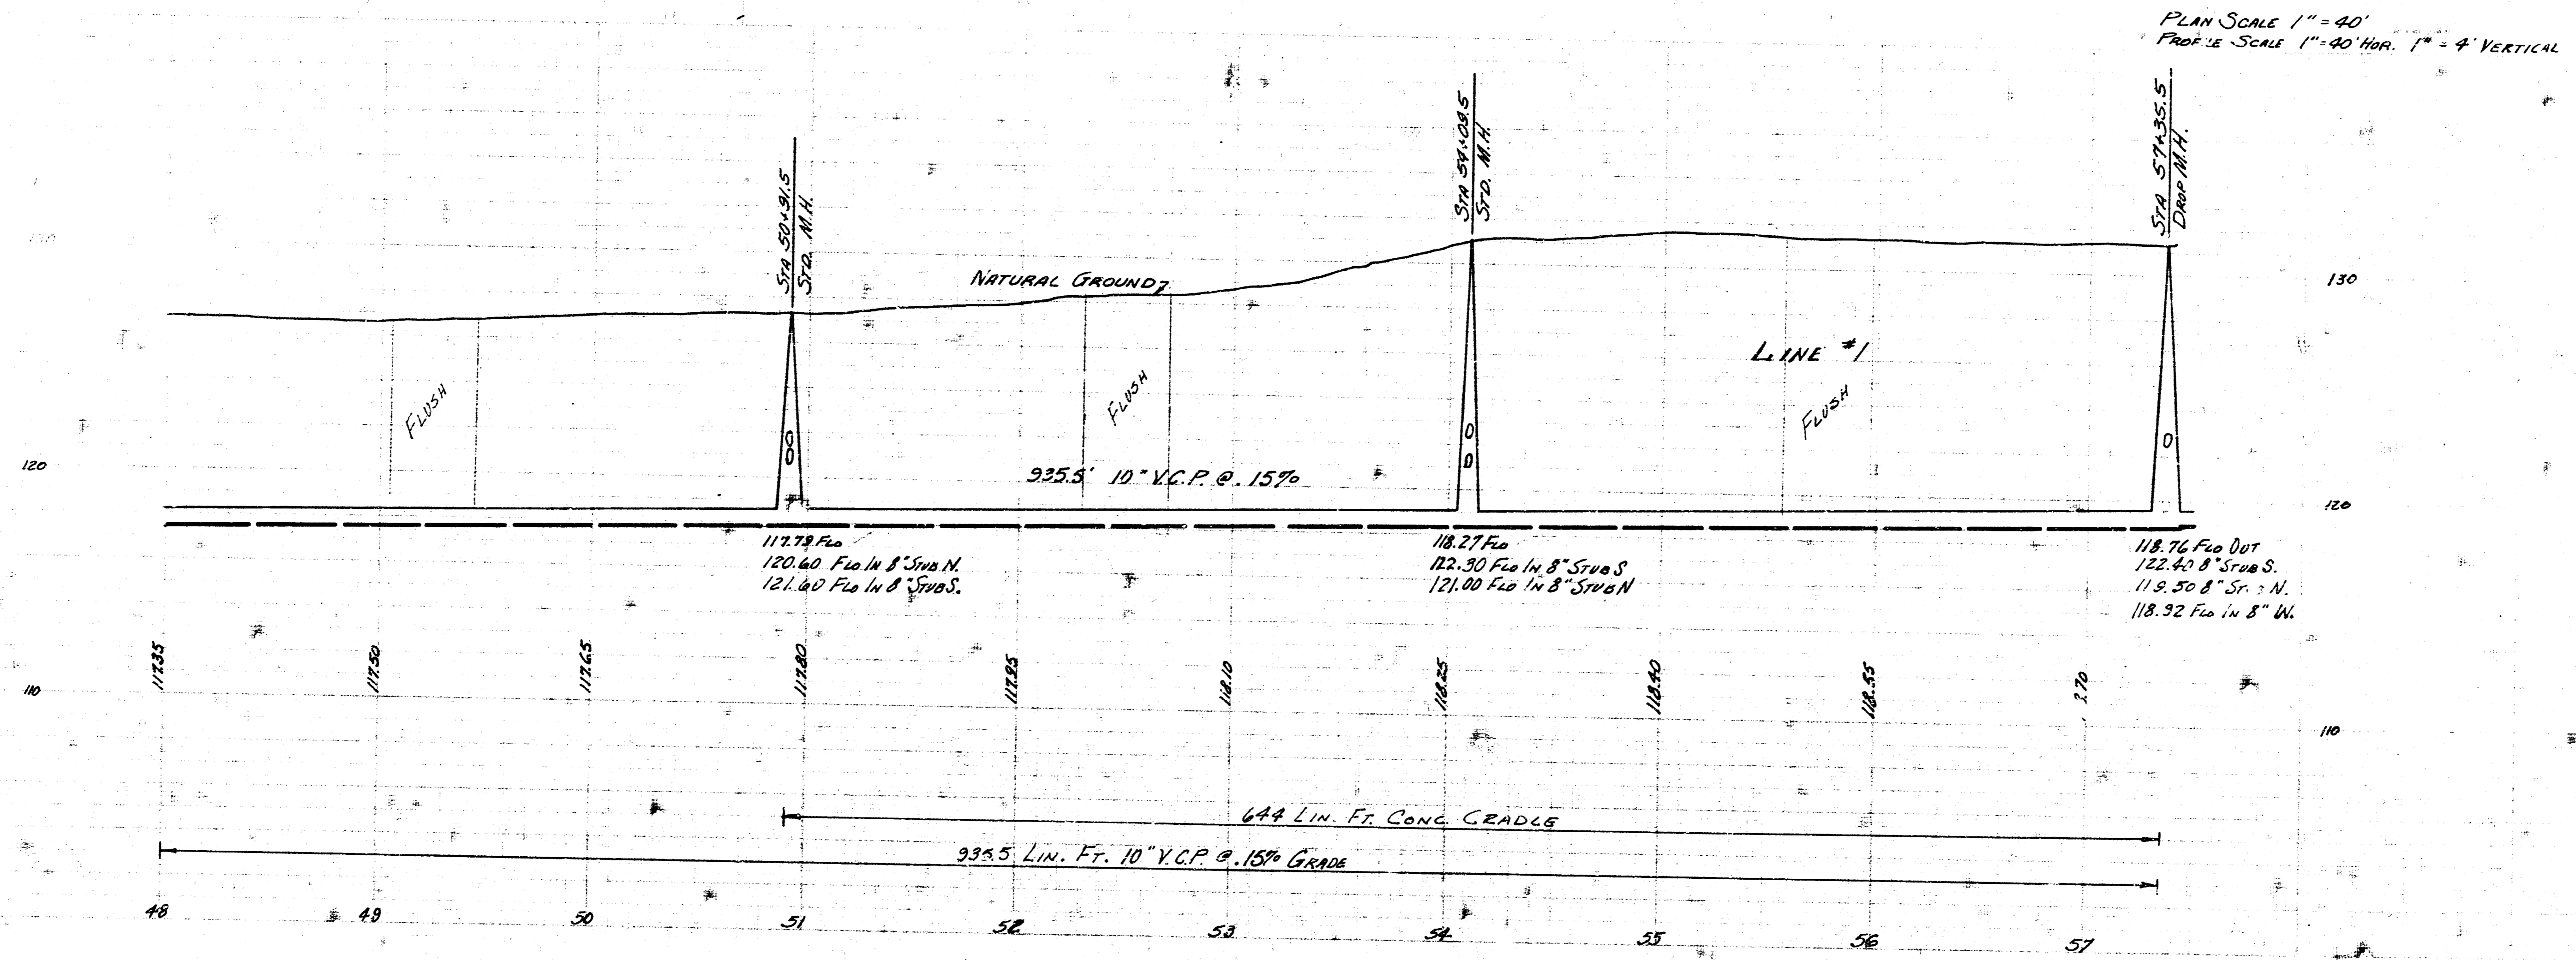 PLAN SCALE 1" = 40'
PROFILE SCALE 1"=40' HOR. 1" = 4' VERTICAL
STA 50+91.5
STD. M.H.
STA 54+09.5
STD. M.H.
STA 57+35.5
DROP M.H.
NATURAL GROUND
130
LINE #1
FLUSH
FLUSH
FLUSH
120
935.5' 10" V.C.P. @ .15%
120
117.79 FLO
120.60 FLO IN 8" STUB N.
121.60 FLO IN 8" STUB S.
118.27 FLO
122.30 FLO IN 8" STUB S
121.00 FLO IN 8" STUB N
118.76 FLO OUT
122.40 8" STUB S.
119.50 8" N.
118.92 FLO IN 8" W.
117.35
117.50
117.65
117.80
117.95
118.10
118.25
118.40
118.55
.70
110
110
644 LIN. FT. CONC. CRADLE
935.5 LIN. FT. 10" V.C.P. @ .15% GRADE
48
49
50
51
52
53
54
55
56
57